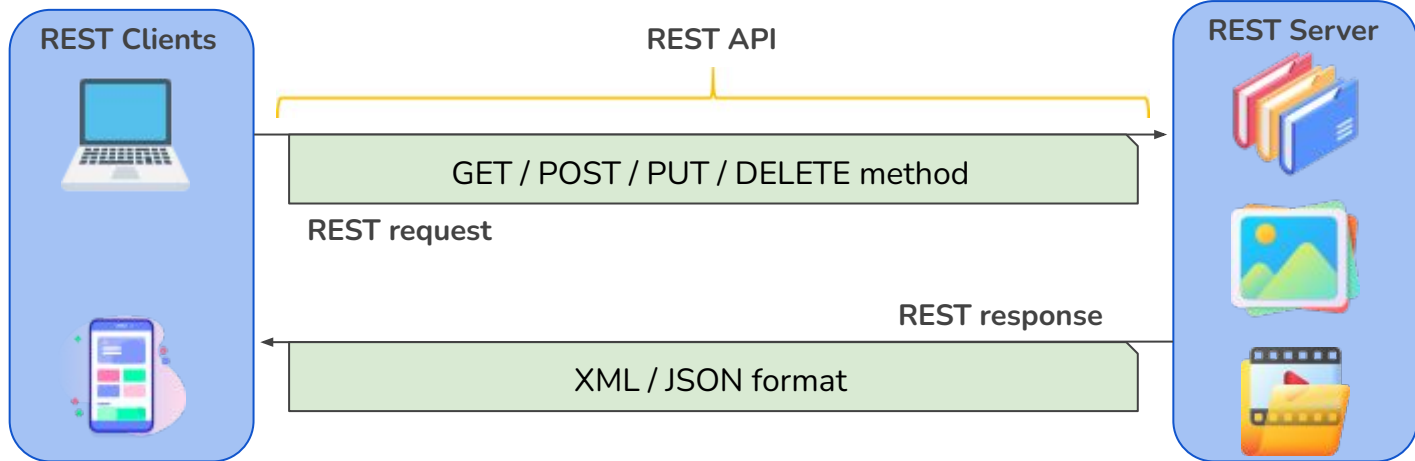 REST Clients
REST API
REST Server
GET / POST / PUT / DELETE method
REST request
REST response
XML / JSON format